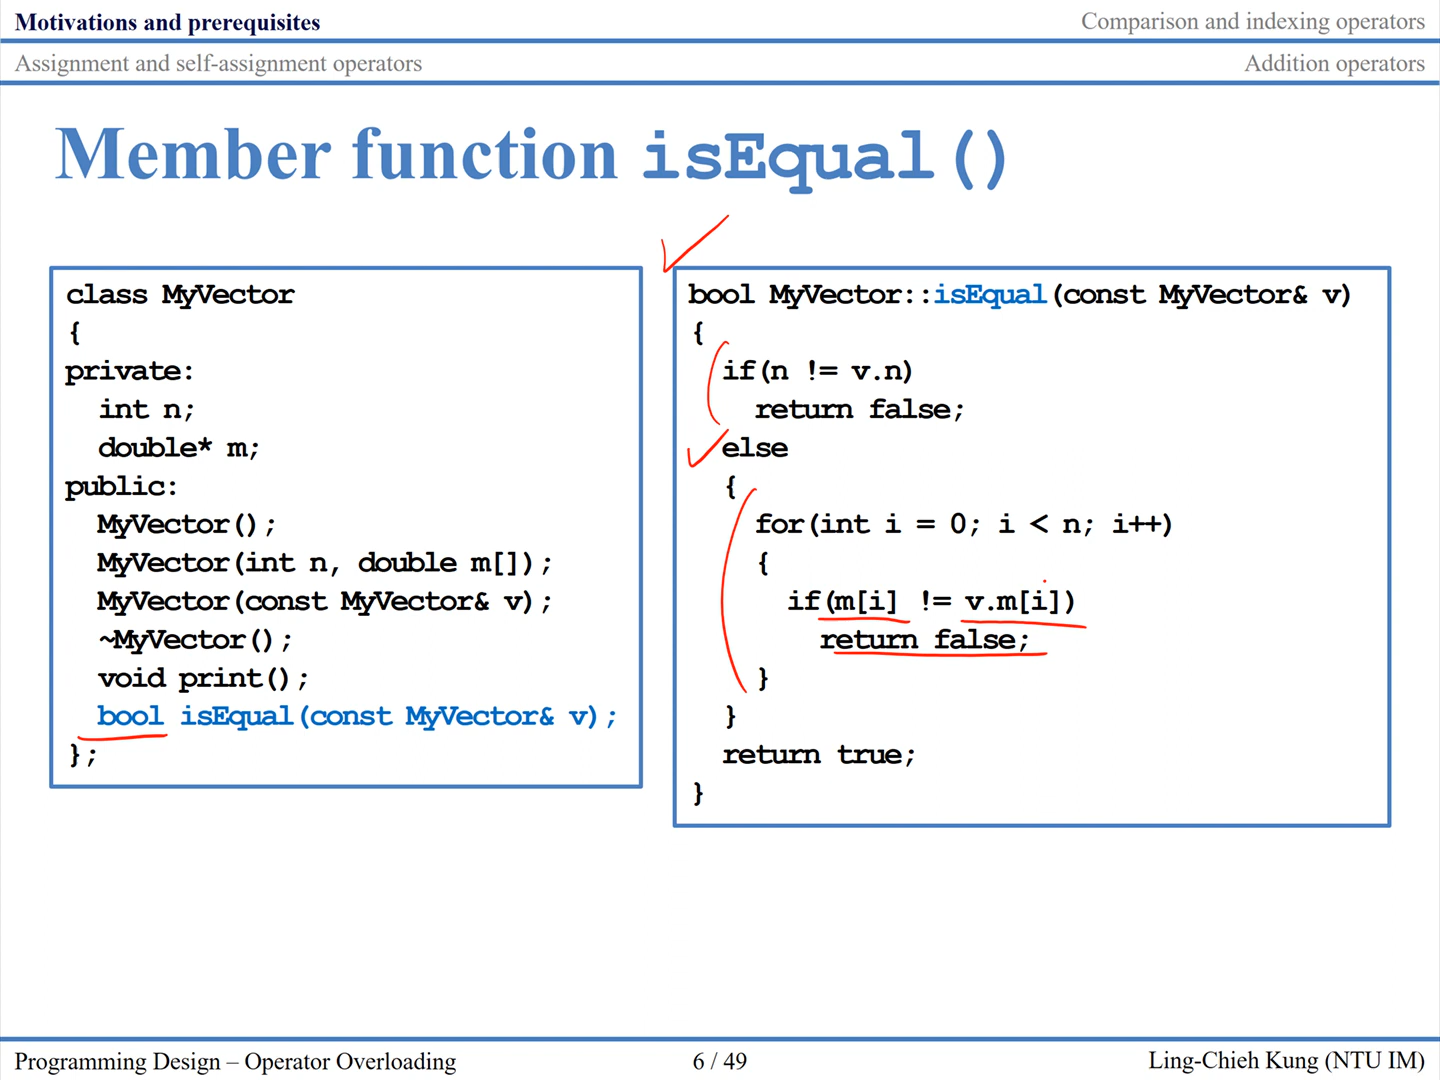 Motivations and prerequisites
Comparison and indexing operators
Assignment and self-assignment operators
Addition operators
Member function isEqual()
class MyVector
{
private:
int n;
double* m;
public:
MyVector();
MyVector(int n, double m[]);
MyVector(const MyVector& v);
~MyVector();
void print();
bool isEqual(const MyVector& v);
};
bool MyVector::isEqual(const MyVector& v)
{
if(n != v.n)
return false;
else
{
for(int i = 0; i < n; i++)
{
if(m[i] != v.m[i])
return false;
}
}
return true;
}
Programming Design – Operator Overloading
6 / 49
Ling-Chieh Kung (NTU IM)